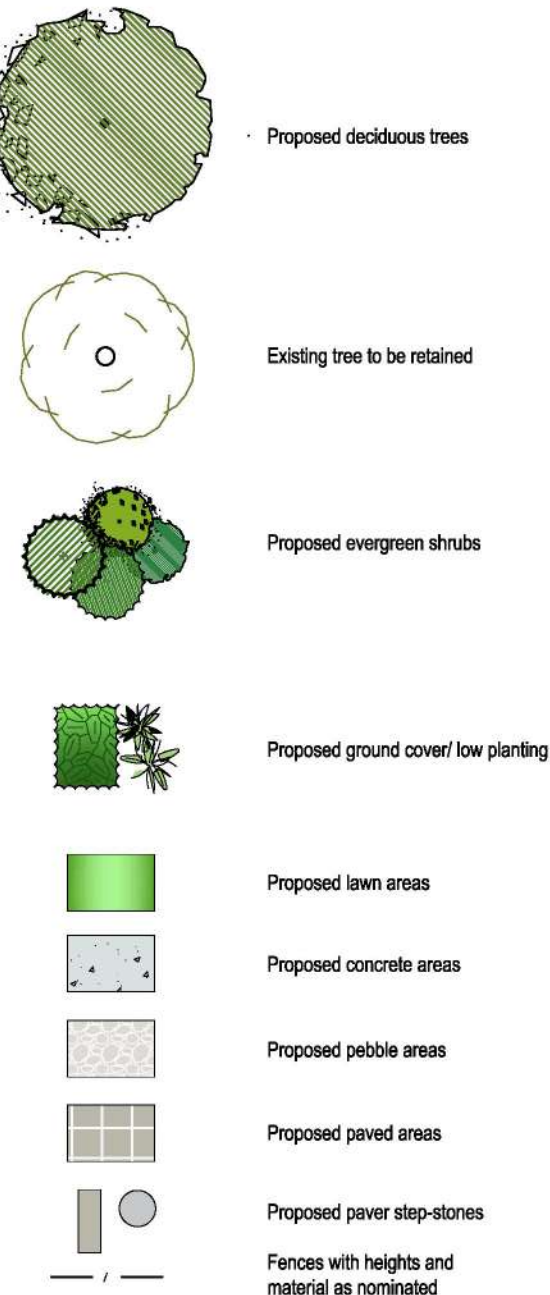 Proposed deciduous trees
Existing tree to be retained
Proposed evergreen shrubs
Proposed ground cover/ low planting
Proposed lawn areas
Proposed concrete areas
Proposed pebble areas
Proposed paved areas
Proposed paver step-stones
Fences with heights and
material as nominated